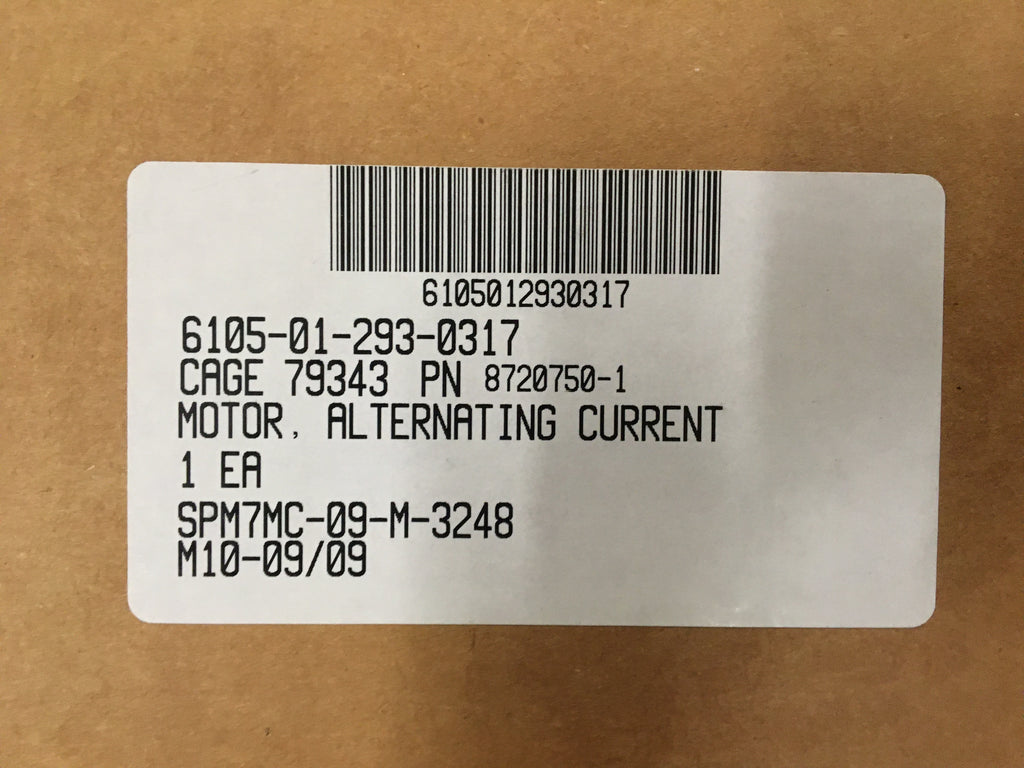 6105012930317
6105-01-293-0317
CAGE 79343 PN 8720750-1
MOTOR, ALTERNATING CURRENT
1 EA
SPM7MC-09-M-3248
M10-09/09